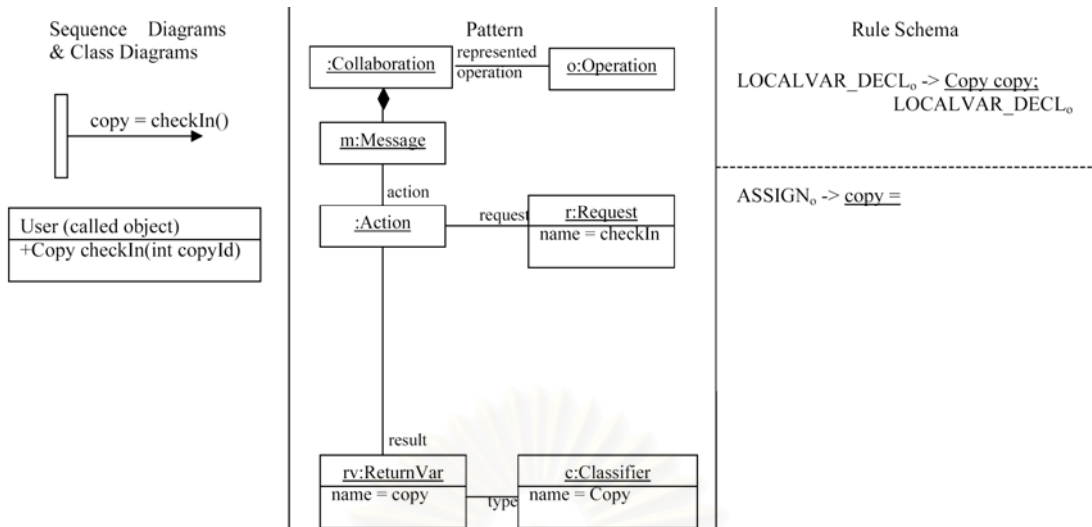 Sequence Diagrams
& Class Diagrams
copy = checkIn()
User (called object)
+Copy checkIn(int copyId)
Pattern
:Collaboration
represented
operation
o:Operation
m:Message
action
:Action
request
r:Request
name = checkIn
result
rv:ReturnVar
name = copy
type
c:Classifier
name = Copy
Rule Schema
LOCALVAR_DECLₒ -> Copy copy;
LOCALVAR_DECLₒ
ASSIGNₒ -> copy =